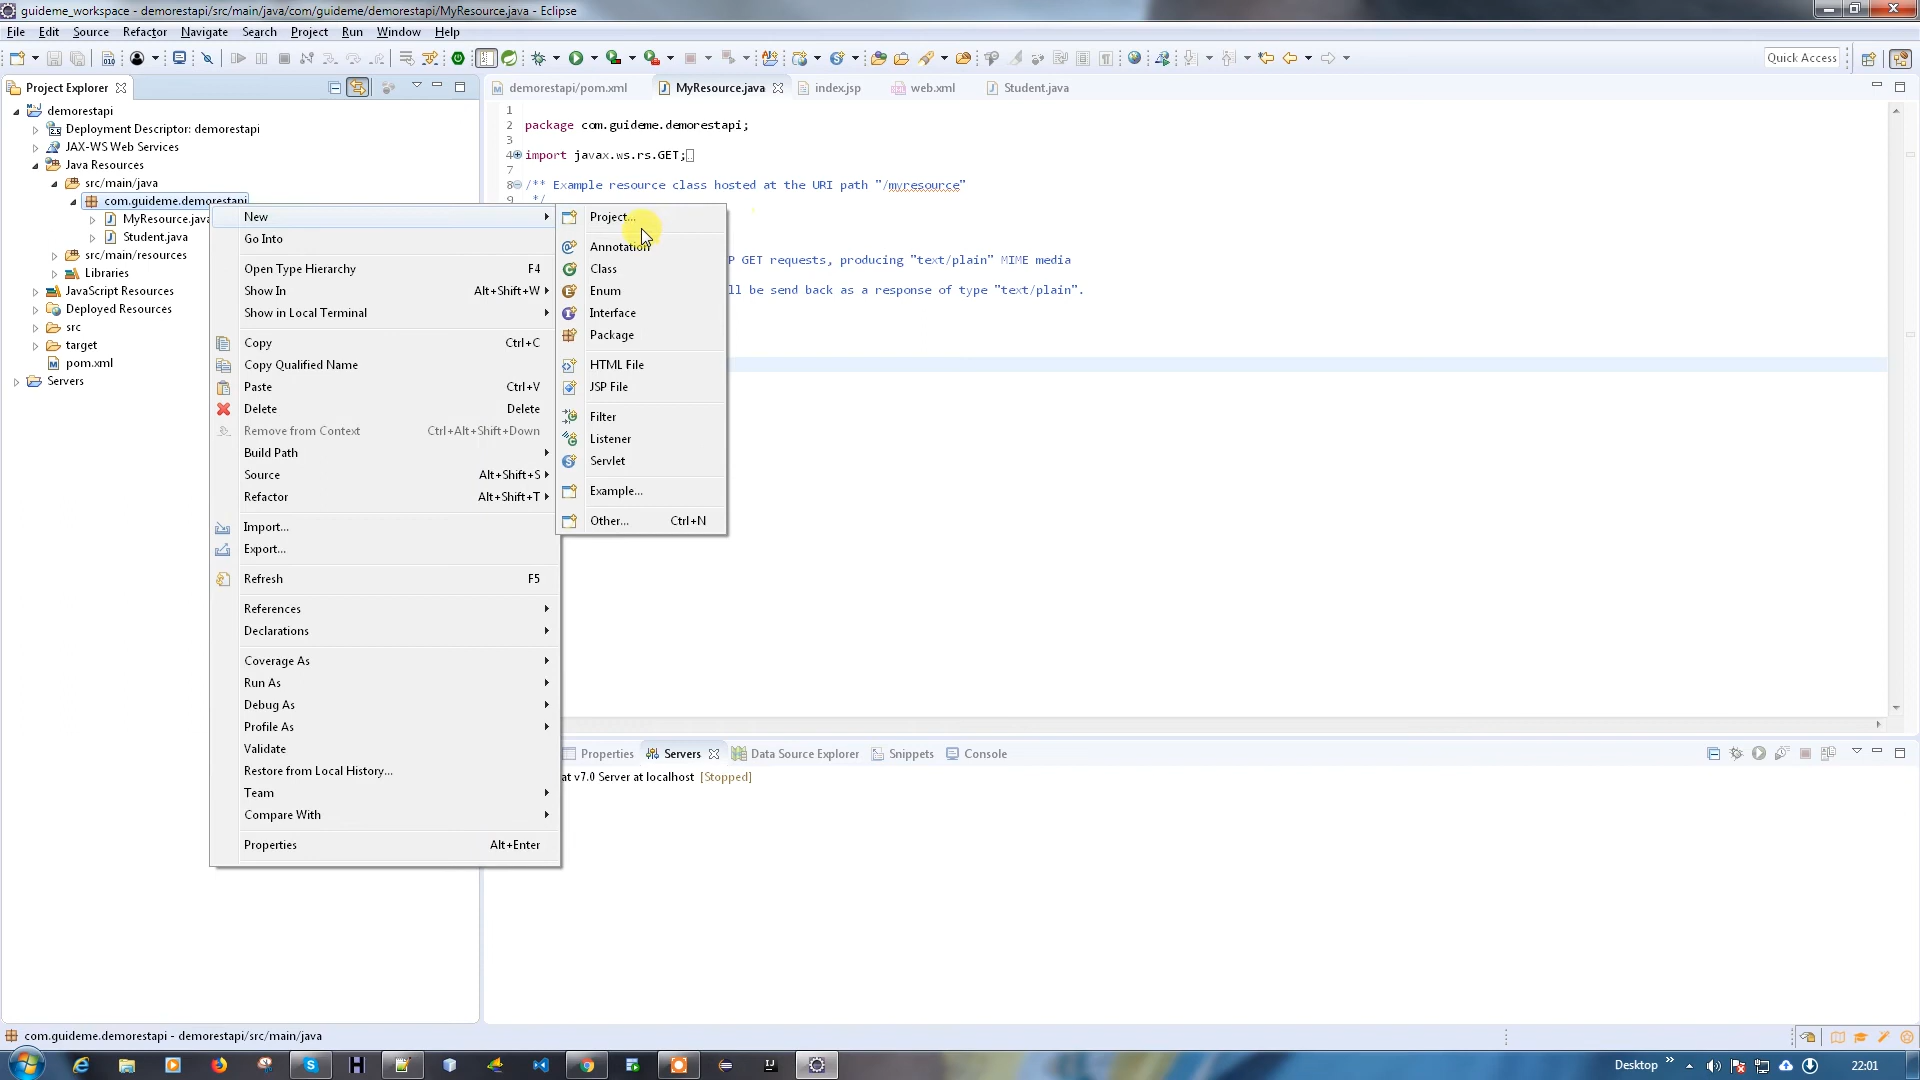 guideme_workspace - demorestapi/src/main/java/com/guideme/demorestapi/MyResource.java - Eclipse
File Edit Source Refactor Navigate Search Project Run Window Help
Quick Access
Project Explorer
demorestapi/pom.xml MyResource.java index.jsp web.xml Student.java
demorestapi
Deployment Descriptor: demorestapi
JAX-WS Web Services
Java Resources
src/main/java
com.guideme.demorestapi
MyResource.java
Student.java
src/main/resources
Libraries
JavaScript Resources
Deployed Resources
src
target
pom.xml
Servers
New
Go Into
Open Type Hierarchy F4
Show In Alt+Shift+W
Show in Local Terminal
Copy Ctrl+C
Copy Qualified Name
Paste Ctrl+V
Delete Delete
Remove from Context Ctrl+Alt+Shift+Down
Build Path
Source Alt+Shift+S
Refactor Alt+Shift+T
Import...
Export...
Refresh F5
References
Declarations
Coverage As
Run As
Debug As
Profile As
Validate
Restore from Local History...
Team
Compare With
Properties Alt+Enter
Project...
Annotation
Class
Enum
Interface
Package
HTML File
JSP File
Filter
Listener
Servlet
Example...
Other... Ctrl+N
1
2 package com.guideme.demorestapi;
3
4 import javax.ws.rs.GET;
7
8 /** Example resource class hosted at the URI path "/myresource"
9 */
P GET requests, producing "text/plain" MIME media
ll be send back as a response of type "text/plain".
Properties Servers Data Source Explorer Snippets Console
at v7.0 Server at localhost [Stopped]
com.guideme.demorestapi - demorestapi/src/main/java
Desktop 22:01